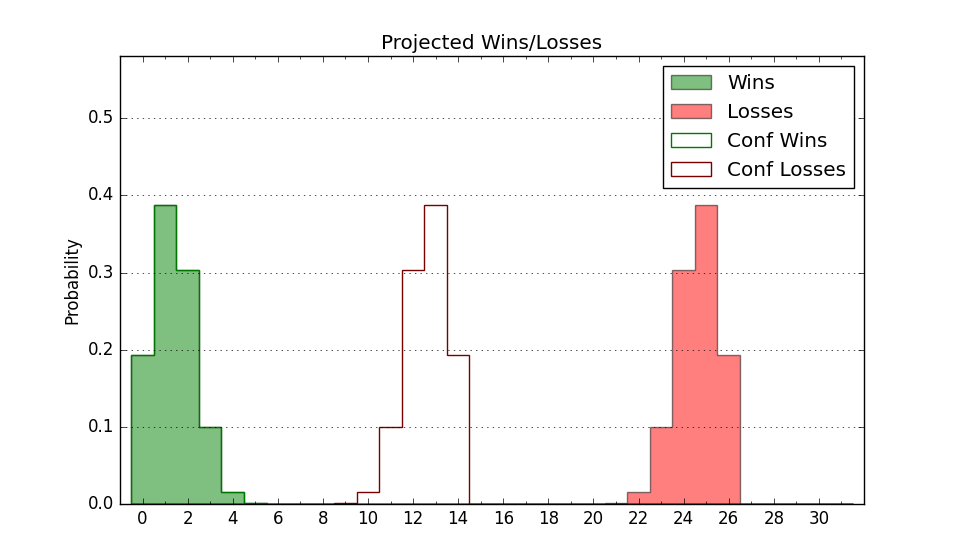 Projected Wins/Losses
Wins
Losses
Conf Wins
Conf Losses
Probability
0.5
0.4
0.3
0.2
0.1
0.0
0 2 4 6 8 10 12 14 16 18 20 22 24 26 28 30